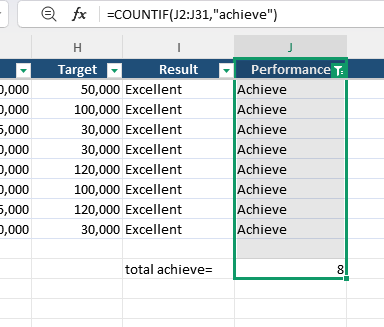 fx =COUNTIF(J2:J31,"achieve")
H I J
Target Result Performance
0,000 50,000 Excellent Achieve
0,000 100,000 Excellent Achieve
5,000 30,000 Excellent Achieve
0,000 30,000 Excellent Achieve
0,000 120,000 Excellent Achieve
0,000 100,000 Excellent Achieve
5,000 120,000 Excellent Achieve
0,000 30,000 Excellent Achieve
total achieve= 8